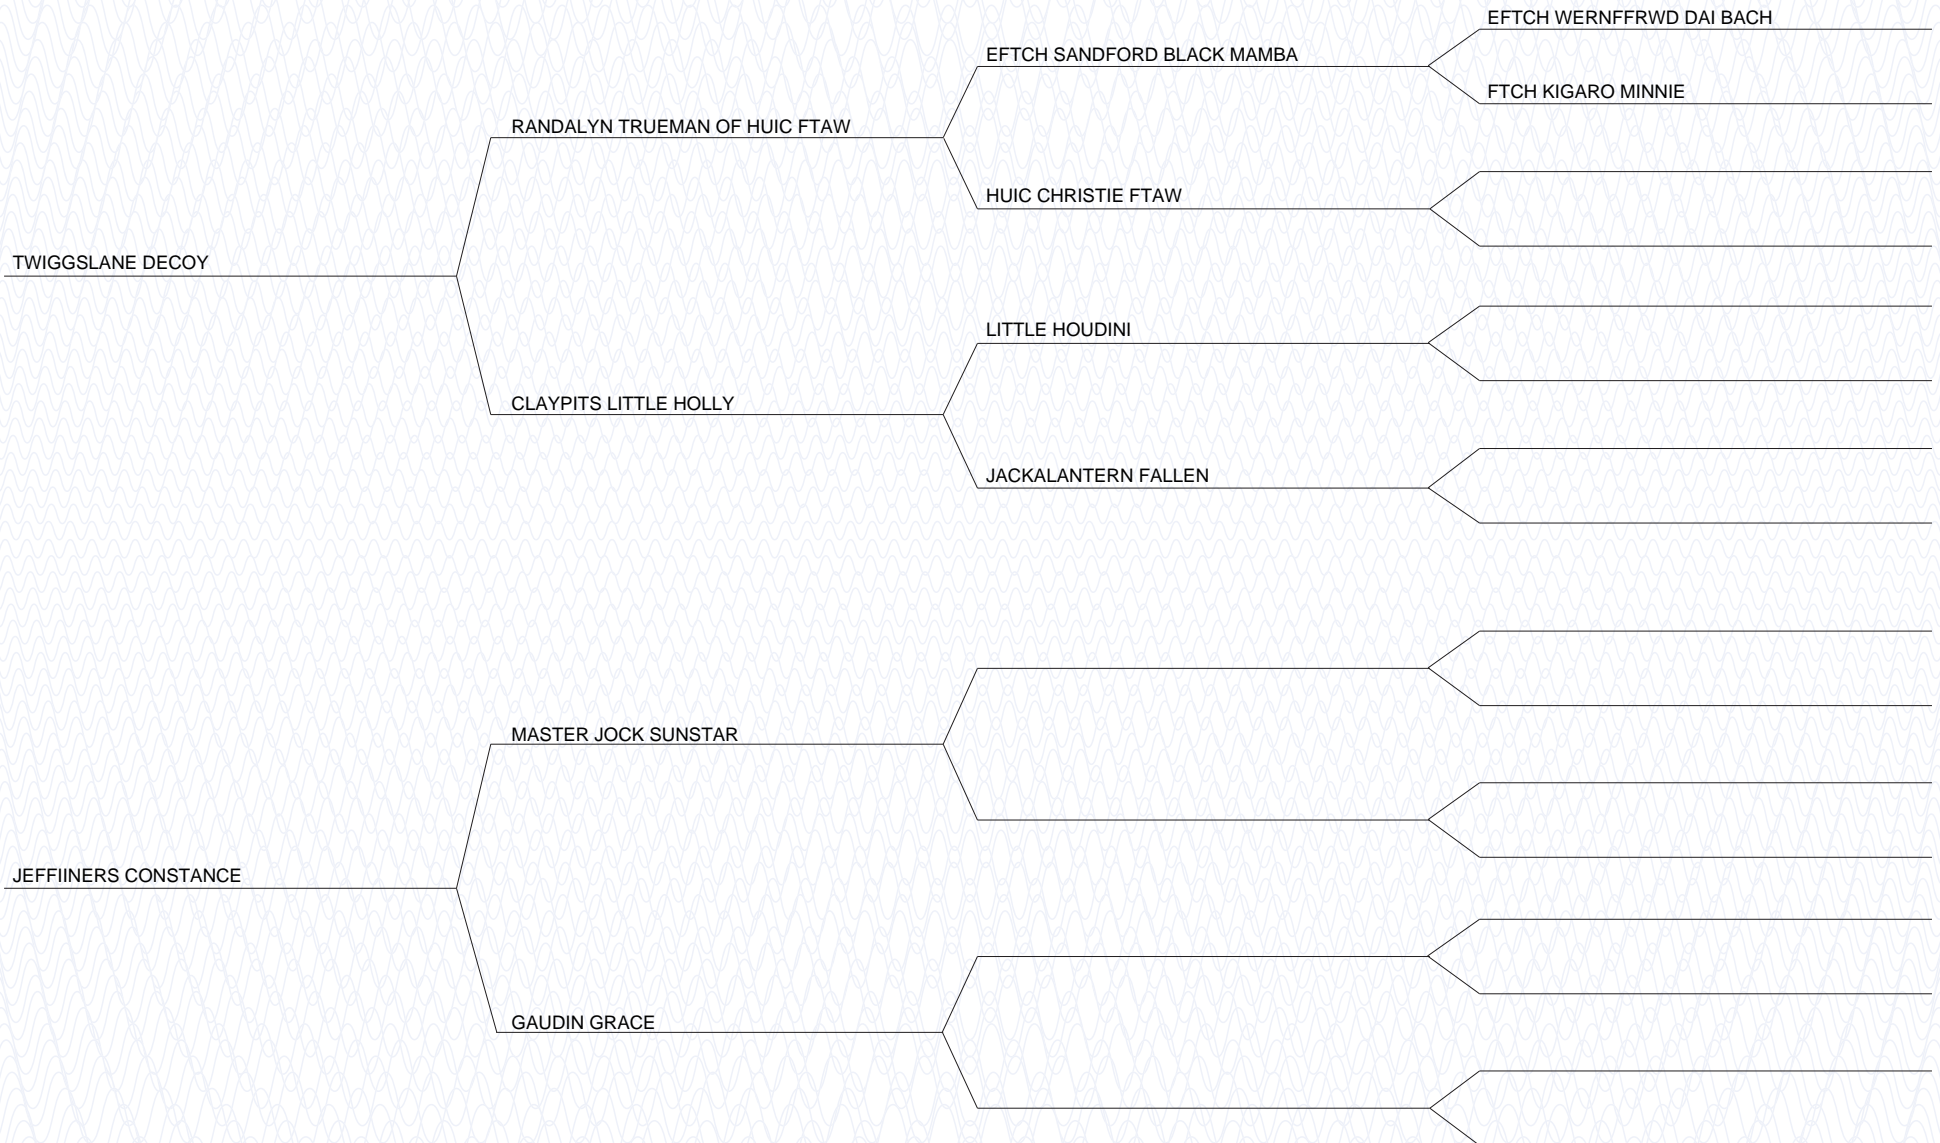 EFTCH WERNFFRWD DAI BACH
EFTCH SANDFORD BLACK MAMBA
FTCH KIGARO MINNIE
RANDALYN TRUEMAN OF HUIC FTAW
HUIC CHRISTIE FTAW
TWIGGSLANE DECOY
LITTLE HOUDINI
CLAYPITS LITTLE HOLLY
JACKALANTERN FALLEN
MASTER JOCK SUNSTAR
JEFFIINERS CONSTANCE
GAUDIN GRACE